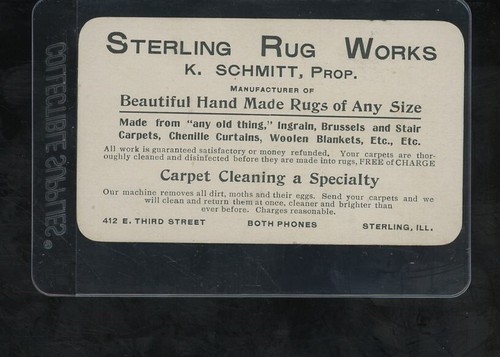 COLLECTIBLE SUPPLIES®
STERLING RUG WORKS
K. SCHMITT, PROP.
MANUFACTURER OF
Beautiful Hand Made Rugs of Any Size
Made from "any old thing," Ingrain, Brussels and Stair
Carpets, Chenille Curtains, Woolen Blankets, Etc., Etc.
All work is guaranteed satisfactory or money refunded. Your carpets are thor-
oughly cleaned and disinfected before they are made into rugs, FREE of CHARGE
Carpet Cleaning a Specialty
Our machine removes all dirt, moths and their eggs. Send your carpets and we
will clean and return them at once, cleaner and brighter than
ever before. Charges reasonable.
412 E. THIRD STREET BOTH PHONES STERLING, ILL.